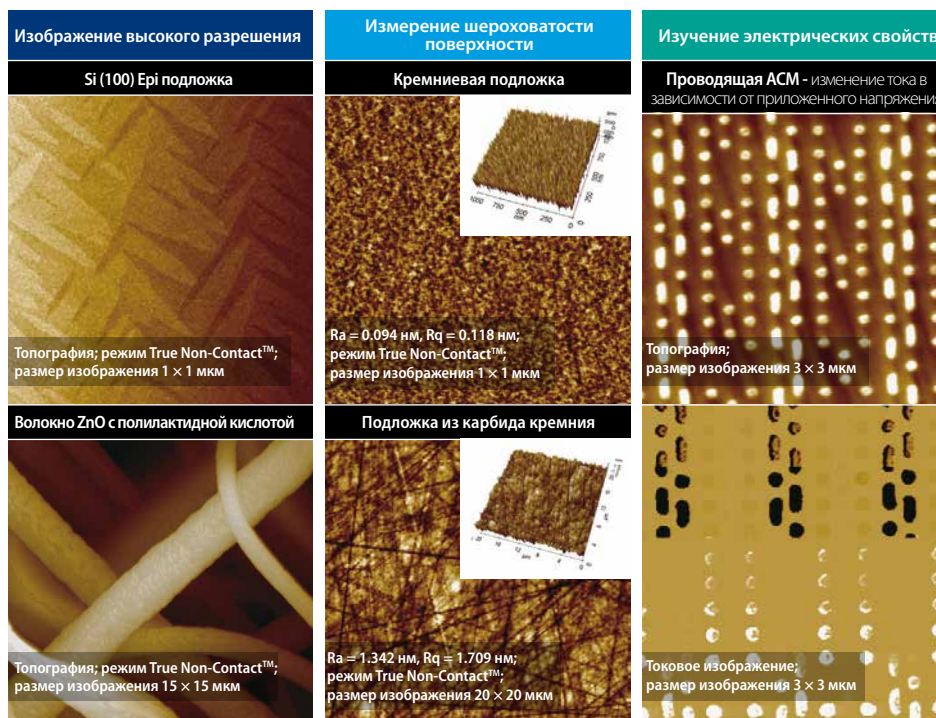 Изображение высокого разрешения
Si (100) Epi подложка
Топография; режим True Non-Contact™;
размер изображения 1 × 1 мкм
Волокно ZnO с полилактидной кислотой
Топография; режим True Non-Contact™;
размер изображения 15 × 15 мкм
Измерение шероховатости
поверхности
Кремниевая подложка
Ra = 0.094 нм, Rq = 0.118 нм;
режим True Non-Contact™;
размер изображения 1 × 1 мкм
Подложка из карбида кремния
Ra = 1.342 нм, Rq = 1.709 нм;
режим True Non-Contact™;
размер изображения 20 × 20 мкм
Изучение электрических свойств
Проводящая АСМ - изменение тока в
зависимости от приложенного напряжения
Топография;
размер изображения 3 × 3 мкм
Токовое изображение;
размер изображения 3 × 3 мкм